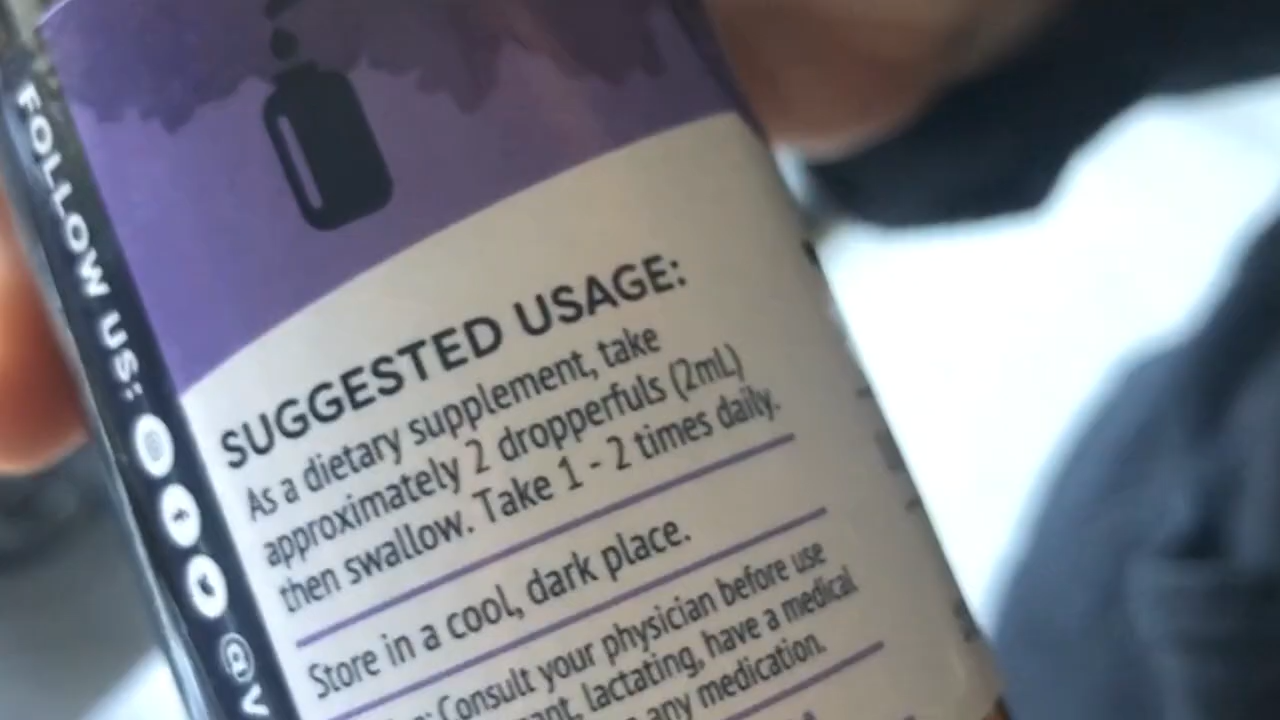 FOLLOW US:
@V
SUGGESTED USAGE:
As a dietary supplement, take
approximately 2 dropperfuls (2mL)
then swallow. Take 1 - 2 times daily.
Store in a cool, dark place.
Consult your physician before use
lactating, have a medical
any medication.